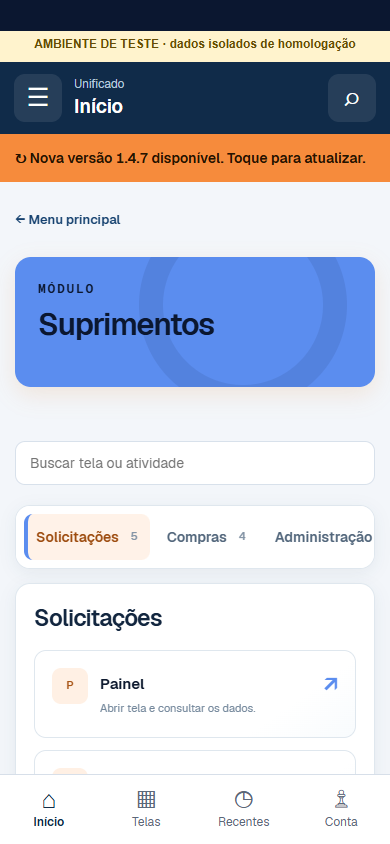 AMBIENTE DE TESTE · dados isolados de homologação
Unificado
Início
↻ Nova versão 1.4.7 disponível. Toque para atualizar.
← Menu principal
MÓDULO
Suprimentos
Buscar tela ou atividade
Solicitações 5 Compras 4 Administração
Solicitações
P
Painel
Abrir tela e consultar os dados.
Início Telas Recentes Conta